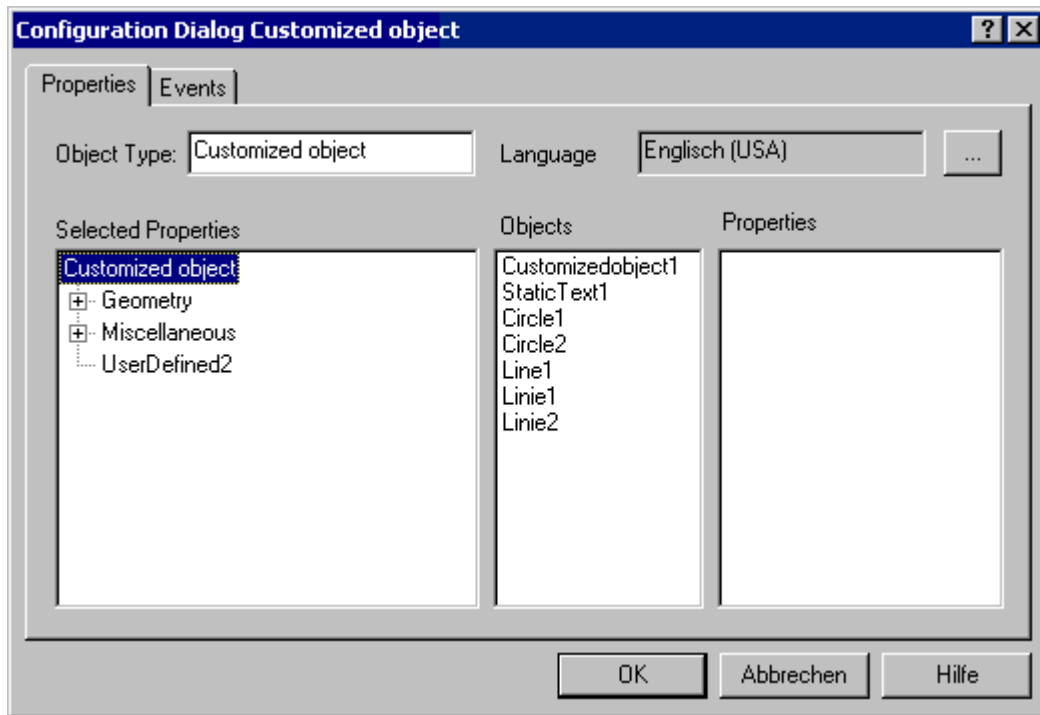 Configuration Dialog Customized object
Properties
Events
Object Type:
Customized object
Language
Englisch (USA)
...
Selected Properties
Customized object
Geometry
Miscellaneous
UserDefined2
Objects
Customizedobject1
StaticText1
Circle1
Circle2
Line1
Linie1
Linie2
Properties
OK
Abbrechen
Hilfe